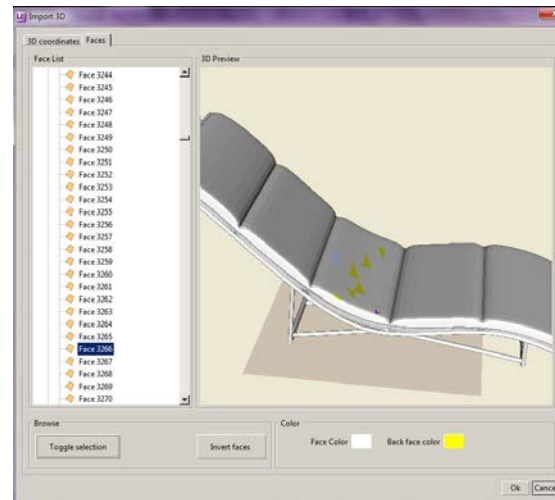 Import 3D
3D coordinates Faces
Face List
Face 3244
Face 3245
Face 3246
Face 3247
Face 3248
Face 3249
Face 3250
Face 3251
Face 3252
Face 3253
Face 3254
Face 3255
Face 3256
Face 3257
Face 3258
Face 3259
Face 3260
Face 3261
Face 3262
Face 3263
Face 3264
Face 3265
Face 3266
Face 3267
Face 3268
Face 3269
Face 3270
3D Preview
Browse
Toggle selection
Invert faces
Color
Face Color
Back face color
Ok
Cance